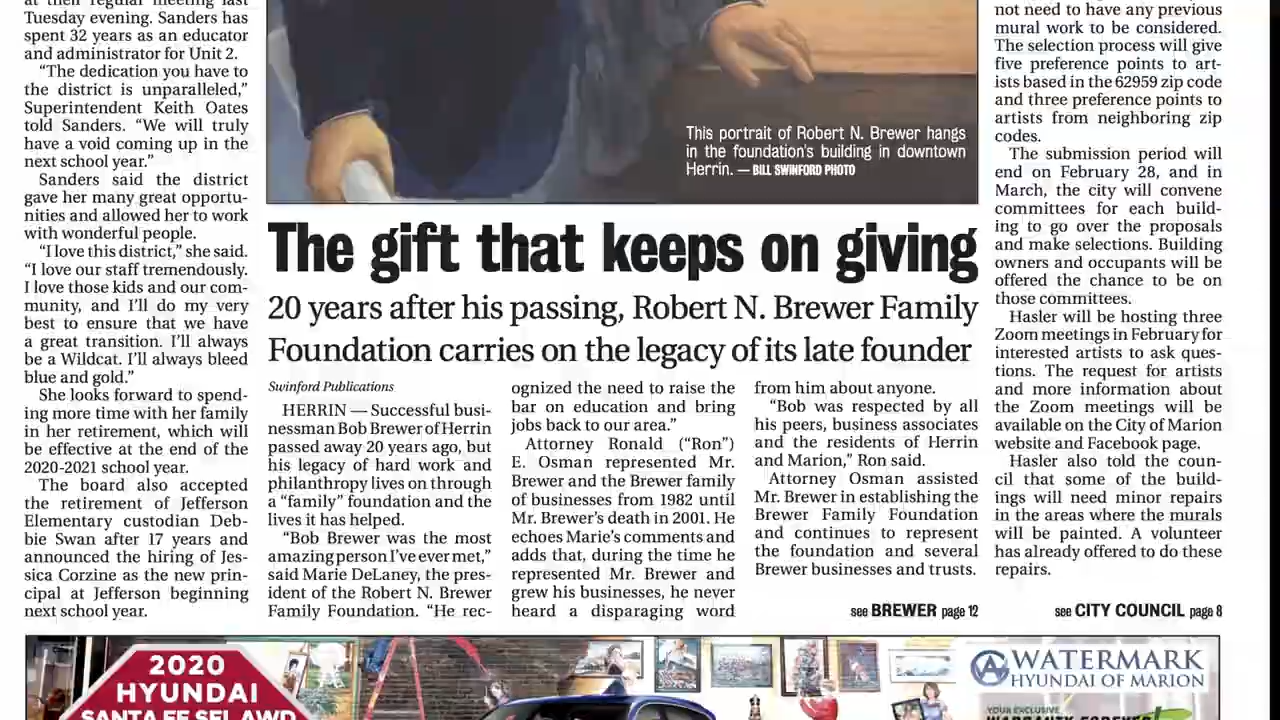 at their regular meeting last
Tuesday evening. Sanders has
spent 32 years as an educator
and administrator for Unit 2.
“The dedication you have to
the district is unparalleled,”
Superintendent Keith Oates
told Sanders. “We will truly
have a void coming up in the
next school year.”
Sanders said the district
gave her many great opportu-
nities and allowed her to work
with wonderful people.
“I love this district,” she said.
“I love our staff tremendously.
I love those kids and our com-
munity, and I’ll do my very
best to ensure that we have
a great transition. I’ll always
be a Wildcat. I’ll always bleed
blue and gold.”
She looks forward to spend-
ing more time with her family
in her retirement, which will
be effective at the end of the
2020-2021 school year.
The board also accepted
the retirement of Jefferson
Elementary custodian Deb-
bie Swan after 17 years and
announced the hiring of Jes-
sica Corzine as the new prin-
cipal at Jefferson beginning
next school year.
This portrait of Robert N. Brewer hangs
in the foundation’s building in downtown
Herrin. — BILL SWINFORD PHOTO
The gift that keeps on giving
20 years after his passing, Robert N. Brewer Family
Foundation carries on the legacy of its late founder
Swinford Publications
HERRIN — Successful busi-
nessman Bob Brewer of Herrin
passed away 20 years ago, but
his legacy of hard work and
philanthropy lives on through
a “family” foundation and the
lives it has helped.
“Bob Brewer was the most
amazing person I’ve ever met,”
said Marie DeLaney, the pres-
ident of the Robert N. Brewer
Family Foundation. “He rec-
ognized the need to raise the
bar on education and bring
jobs back to our area.”
Attorney Ronald (“Ron”)
E. Osman represented Mr.
Brewer and the Brewer family
of businesses from 1982 until
Mr. Brewer’s death in 2001. He
echoes Marie’s comments and
adds that, during the time he
represented Mr. Brewer and
grew his businesses, he never
heard a disparaging word
from him about anyone.
“Bob was respected by all
his peers, business associates
and the residents of Herrin
and Marion,” Ron said.
Attorney Osman assisted
Mr. Brewer in establishing the
Brewer Family Foundation
and continues to represent
the foundation and several
Brewer businesses and trusts.
see BREWER page 12
not need to have any previous
mural work to be considered.
The selection process will give
five preference points to art-
ists based in the 62959 zip code
and three preference points to
artists from neighboring zip
codes.
The submission period will
end on February 28, and in
March, the city will convene
committees for each build-
ing to go over the proposals
and make selections. Building
owners and occupants will be
offered the chance to be on
those committees.
Hasler will be hosting three
Zoom meetings in February for
interested artists to ask ques-
tions. The request for artists
and more information about
the Zoom meetings will be
available on the City of Marion
website and Facebook page.
Hasler also told the coun-
cil that some of the build-
ings will need minor repairs
in the areas where the murals
will be painted. A volunteer
has already offered to do these
repairs.
see CITY COUNCIL page 8
2020
HYUNDAI
SANTA FE SEL AWD
WATERMARK
HYUNDAI OF MARION
YOUR EXCLUSIVE
WARRANTY FOREVER